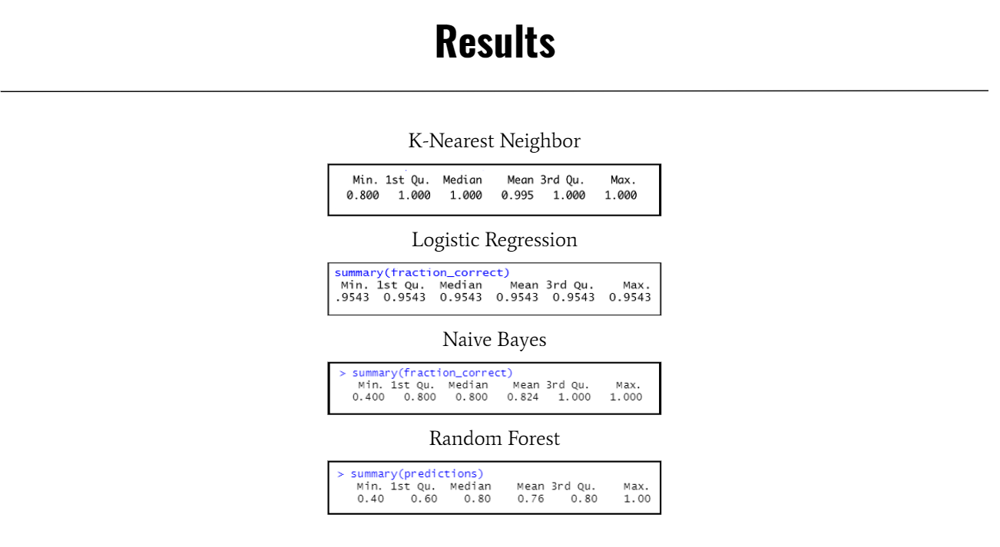 Results
K-Nearest Neighbor
Min. 1st Qu. Median Mean 3rd Qu. Max.
0.800 1.000 1.000 0.995 1.000 1.000
Logistic Regression
summary(fraction_correct)
Min. 1st Qu. Median Mean 3rd Qu. Max.
.9543 0.9543 0.9543 0.9543 0.9543 0.9543
Naive Bayes
> summary(fraction_correct)
Min. 1st Qu. Median Mean 3rd Qu. Max.
0.400 0.800 0.800 0.824 1.000 1.000
Random Forest
> summary(predictions)
Min. 1st Qu. Median Mean 3rd Qu. Max.
0.40 0.60 0.80 0.76 0.80 1.00